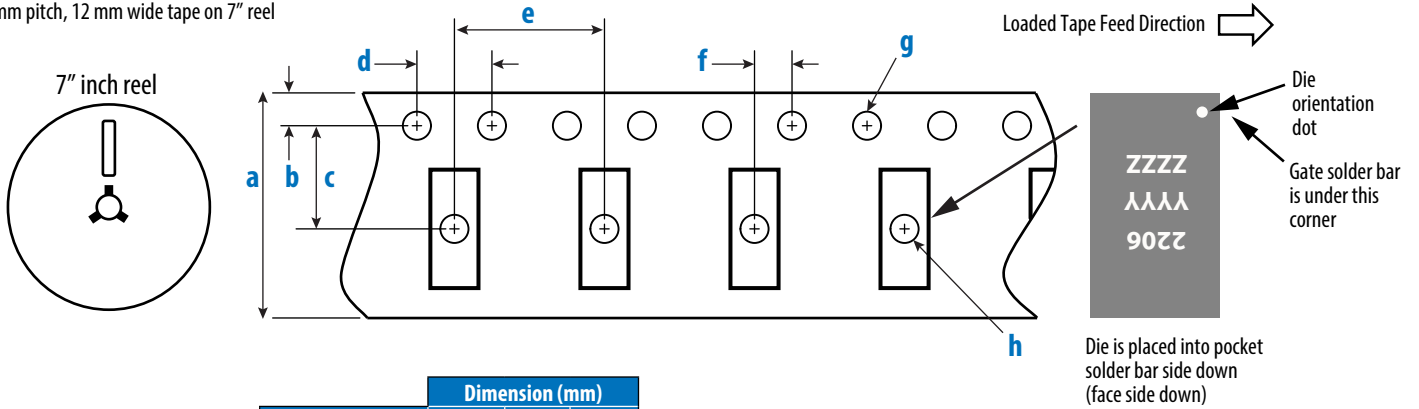 mm pitch, 12 mm wide tape on 7” reel
7” inch reel
a
b
c
d
e
f
g
h
Loaded Tape Feed Direction
Die
orientation
dot
Gate solder bar
is under this
corner
2206
YYYY
ZZZZ
Die is placed into pocket
solder bar side down
(face side down)
Dimension (mm)